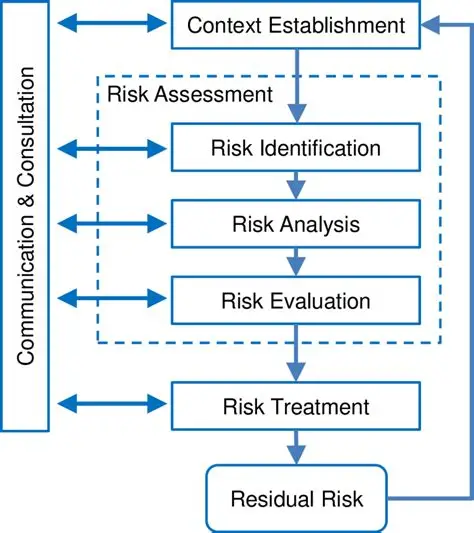 Context Establishment
Communication & Consultation
Risk Assessment
Risk Identification
Risk Analysis
Risk Evaluation
Risk Treatment
Residual Risk